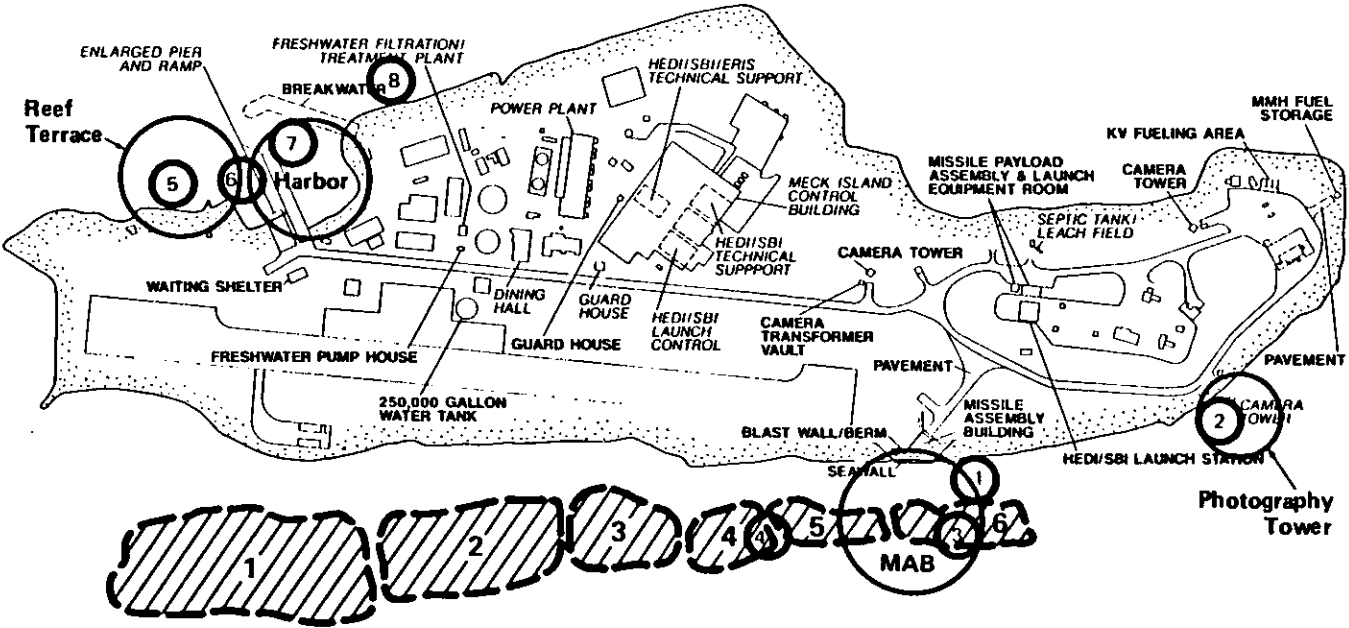 ENLARGED PIER
AND RAMP
FRESHWATER FILTRATION/
TREATMENT PLANT
BREAKWATER
8
HEDI/SBI/ERIS
TECHNICAL SUPPORT
POWER PLANT
Reef
Terrace
5
6
7
Harbor
MECK ISLAND
CONTROL
BUILDING
HEDI/SBI
TECHNICAL
SUPPPORT
MISSILE PAYLOAD
ASSEMBLY & LAUNCH
EQUIPMENT ROOM
MMH FUEL
STORAGE
KV FUELING AREA
CAMERA
TOWER
SEPTIC TANK/
LEACH FIELD
CAMERA TOWER
WAITING SHELTER
DINING
HALL
GUARD
HOUSE
HEDI/SBI
LAUNCH
CONTROL
CAMERA
TRANSFORMER
VAULT
FRESHWATER PUMP HOUSE
GUARD HOUSE
PAVEMENT
PAVEMENT
250,000 GALLON
WATER TANK
MISSILE
ASSEMBLY
BUILDING
BLAST WALL/BERM
SEAWALL
HEDI/SBI LAUNCH STATION
2
CAMERA
TOWER
Photography
Tower
1
1
2
3
4
4
5
3
6
MAB